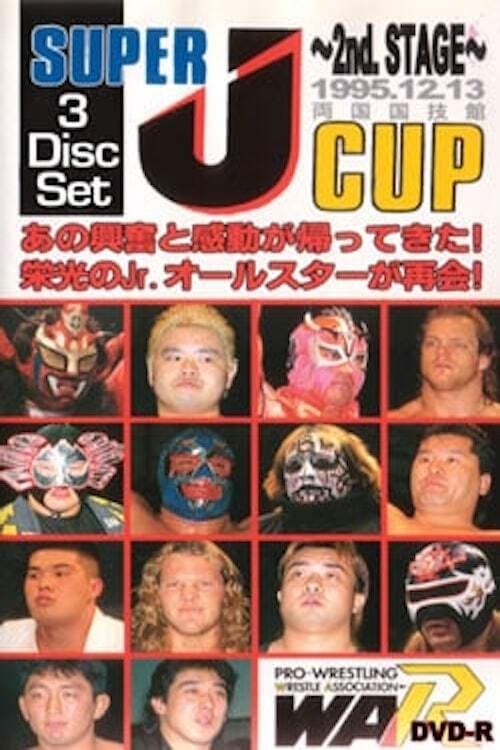 SUPER J
~2nd. STAGE~
1995.12.13
両国国技館
3
Disc
Set
CUP
あの興奮と感動が帰ってきた!
栄光のJr.オールスターが再会!
PRO-WRESTLING
WRESTLE ASSOCIATION
WAR
DVD-R